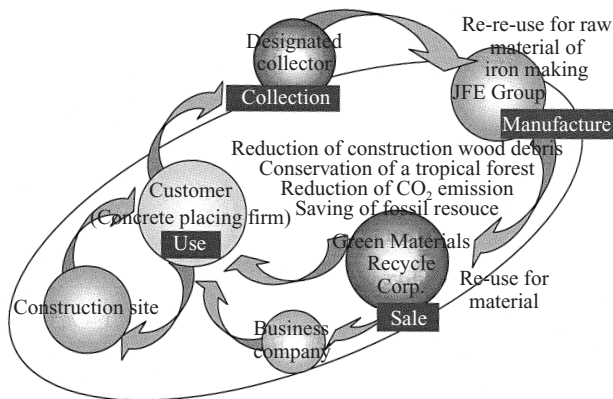 Designated
collector
Collection
Re-re-use for raw
material of
iron making
JFE Group
Manufacture
Reduction of construction wood debris
Conservation of a tropical forest
Reduction of CO₂ emission
Saving of fossil resouce
Customer
(Concrete placing firm)
Use
Green Materials
Recycle
Corp.
Sale
Re-use for
material
Construction site
Business
company